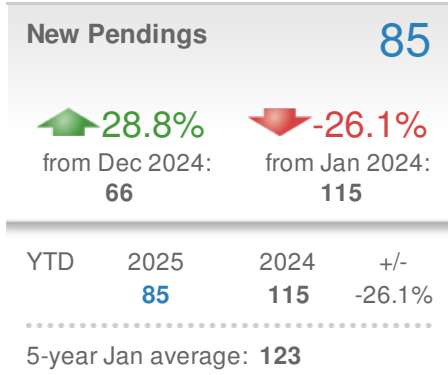 New Pendings 85
28.8% -26.1%
from Dec 2024: from Jan 2024:
66 115
YTD 2025 2024 +/-
85 115 -26.1%
5-year Jan average: 123